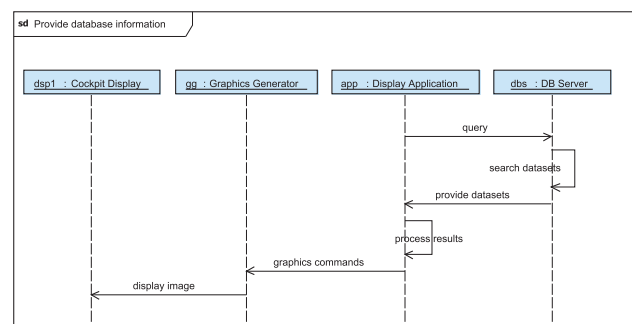 sd Provide database information
dsp1 : Cockpit Display
gg : Graphics Generator
app : Display Application
dbs : DB Server
query
search datasets
provide datasets
process results
graphics commands
display image